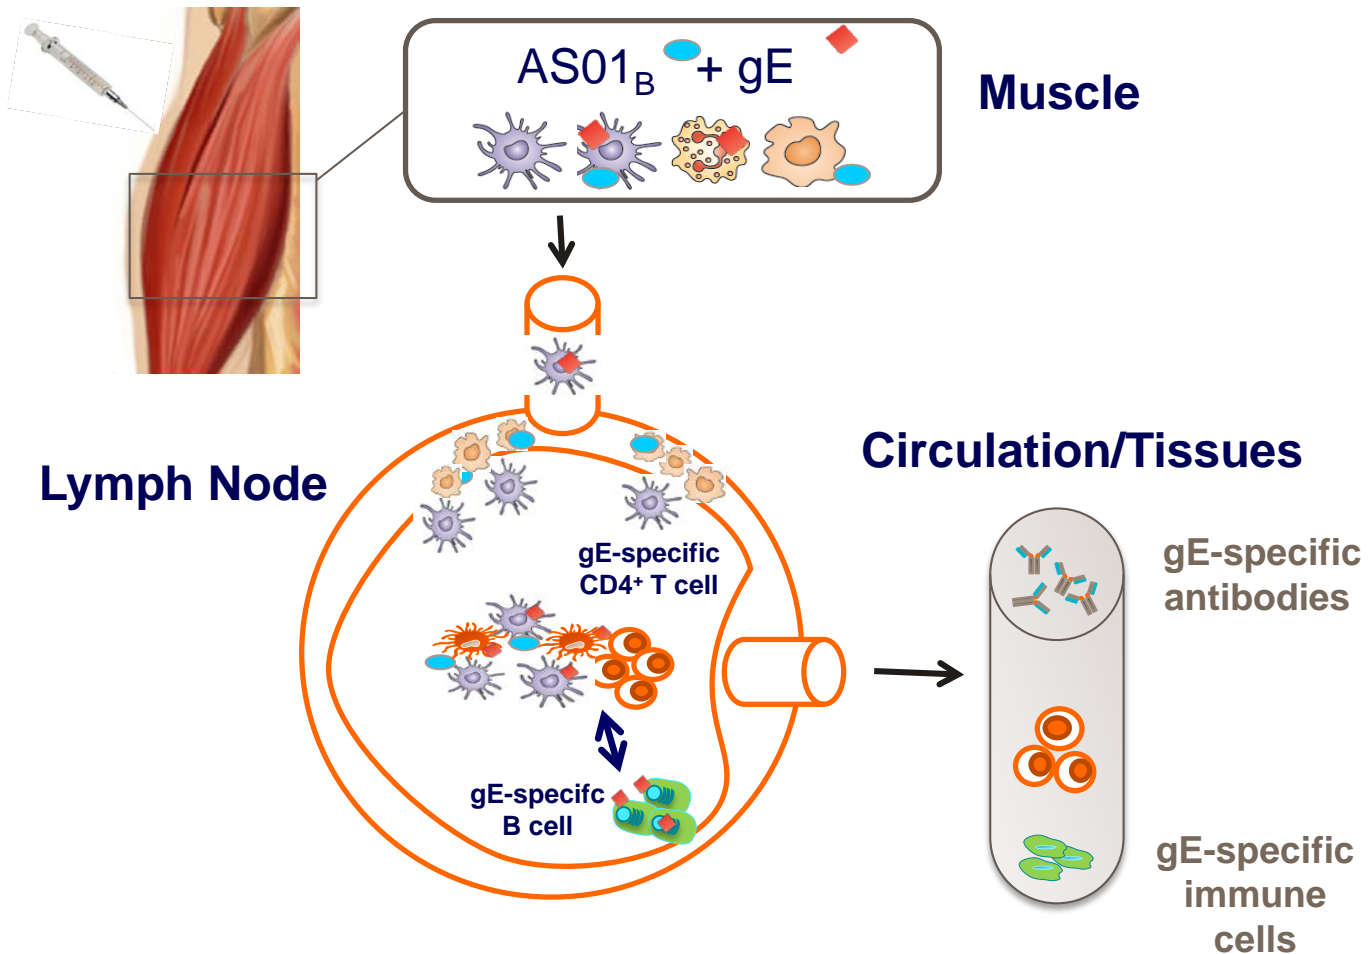 AS01B + gE
Muscle
Lymph Node
Circulation/Tissues
gE-specific
CD4⁺ T cell
gE-specific
antibodies
gE-specifc
B cell
gE-specific
immune
cells